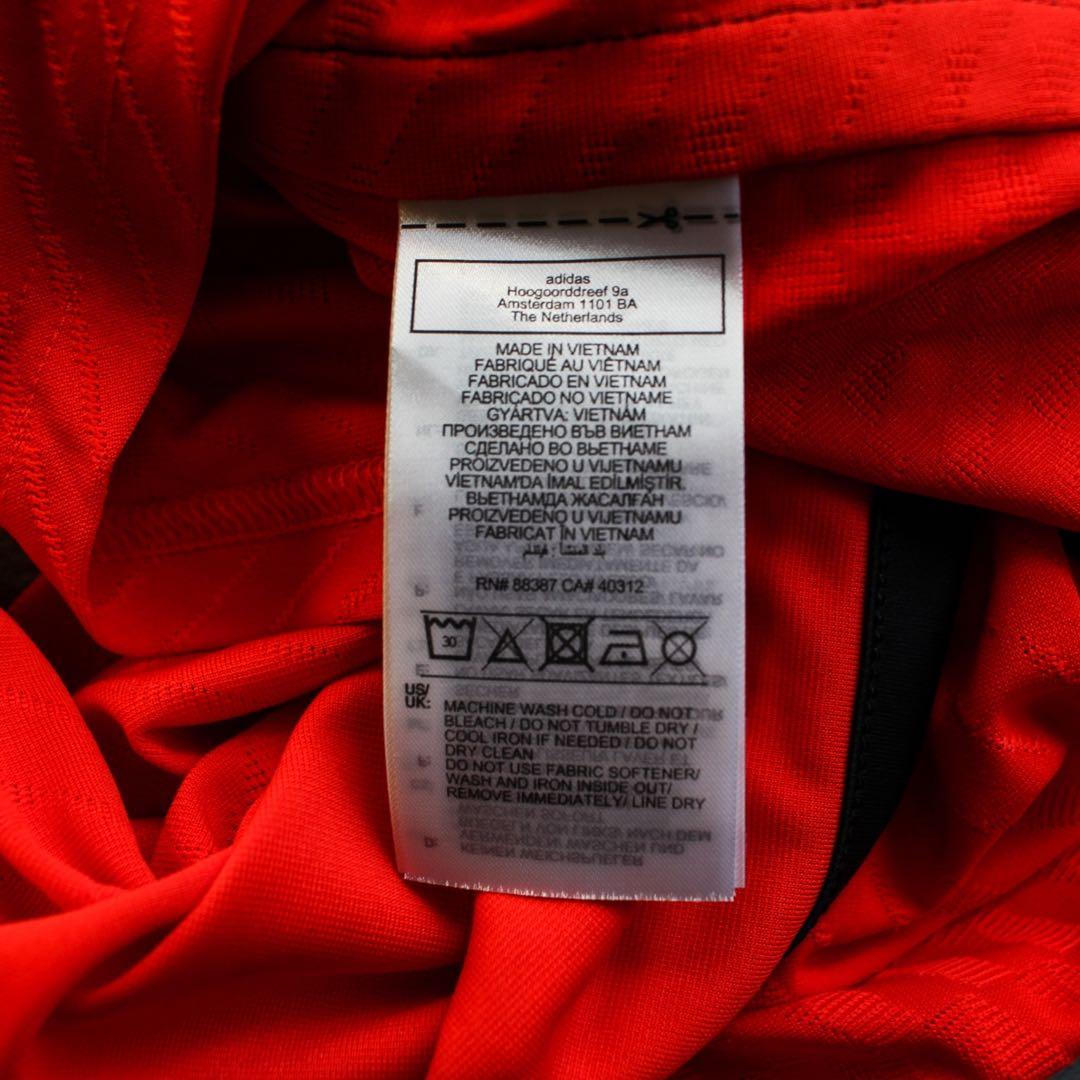 adidas
Hoogoorddreef 9a
Amsterdam 1101 BA
The Netherlands
MADE IN VIETNAM
FABRIQUÉ AU VIÊTNAM
FABRICADO EN VIETNAM
FABRICADO NO VIETNAME
GYÁRTVA: VIETNÁM
ПРОИЗВЕДЕНО ВЪВ ВИЕТНАМ
СДЕЛАНО ВО ВЬЕТНАМЕ
PROIZVEDENO U VIJETNAMU
VİETNAM'DA İMAL EDİLMİŞTİR
ВЬЕТНАМДА ЖАСАЛҒАН
PROIZVEDENO U VIJETNAMU
FABRICAT ÎN VIETNAM
بلد المنشأ : فيتنام
RN# 88387 CA# 40312
30
US/
UK:
MACHINE WASH COLD / DO NOT
BLEACH / DO NOT TUMBLE DRY /
COOL IRON IF NEEDED / DO NOT
DRY CLEAN
DO NOT USE FABRIC SOFTENER/
WASH AND IRON INSIDE OUT/
REMOVE IMMEDIATELY/ LINE DRY